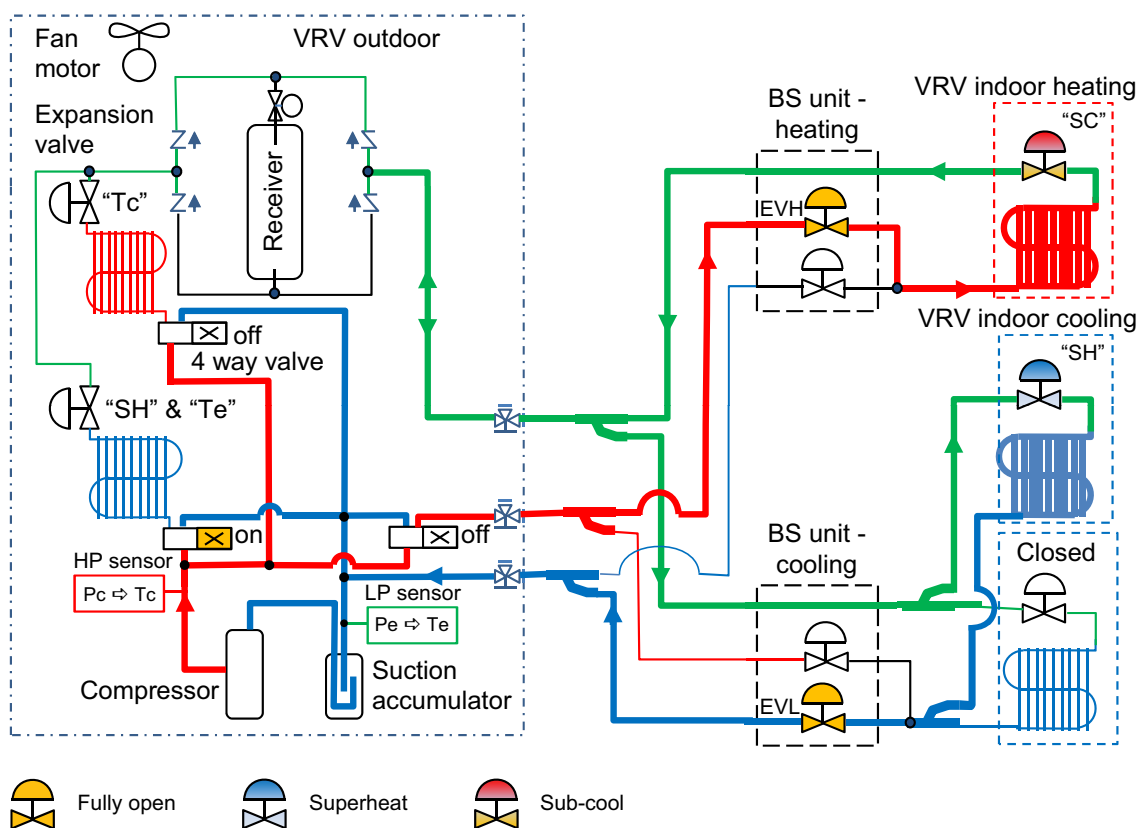 Fan
motor
VRV outdoor
Expansion
valve
"Tc"
Receiver
off
4 way valve
"SH" & "Te"
on
off
HP sensor
Pc ⇨ Tc
LP sensor
Pe ⇨ Te
Compressor
Suction
accumulator
BS unit -
heating
EVH
VRV indoor heating
"SC"
VRV indoor cooling
"SH"
BS unit -
cooling
EVL
Closed
Fully open
Superheat
Sub-cool